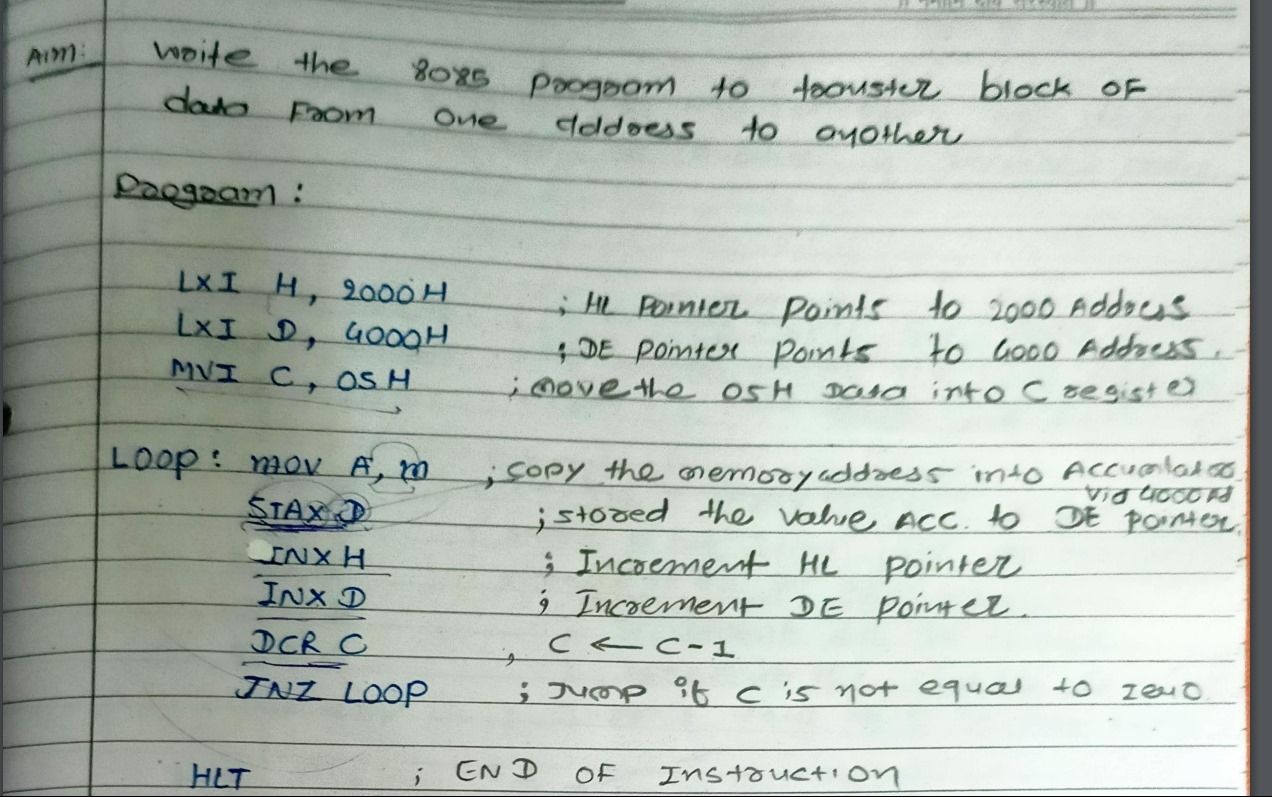 AIM: Write the 8085 Program to transfer block OF
data From One address to another
Program :
LXI H, 2000H ; HL Pointer Points to 2000 Address
LXI D, 4000H ; DE pointer Points to 4000 Address.
MVI C, 05H ; move the 05H Data into C register
LOOP: mov A, m ; copy the memory address into Accumlator
via 4000H
STAX D ; stored the value ACC. to DE pointer.
INX H ; Increment HL pointer
INX D ; Increment DE pointer.
DCR C , C ← C-1
JNZ LOOP ; Jump if C is not equal to zero
HLT ; END OF Instruction